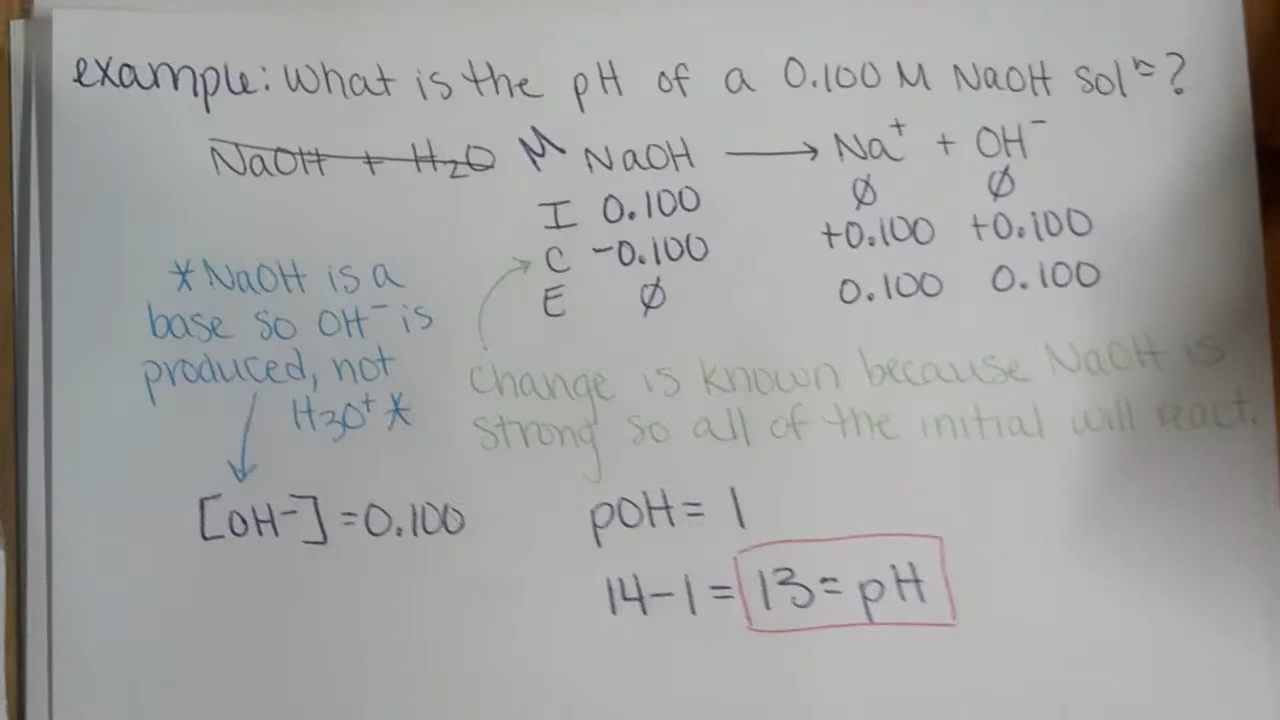 example: What is the pH of a 0.100 M NaOH solⁿ?
NaOH + H₂O M NaOH ⟶ Na⁺ + OH⁻
I 0.100 ∅ ∅
C -0.100 +0.100 +0.100
E ∅ 0.100 0.100
*NaOH is a
base so OH⁻ is
produced, not
H₃O⁺*
change is known because NaOH is
strong so all of the initial will react.
[OH⁻] = 0.100
pOH = 1
14-1 = 13 = pH